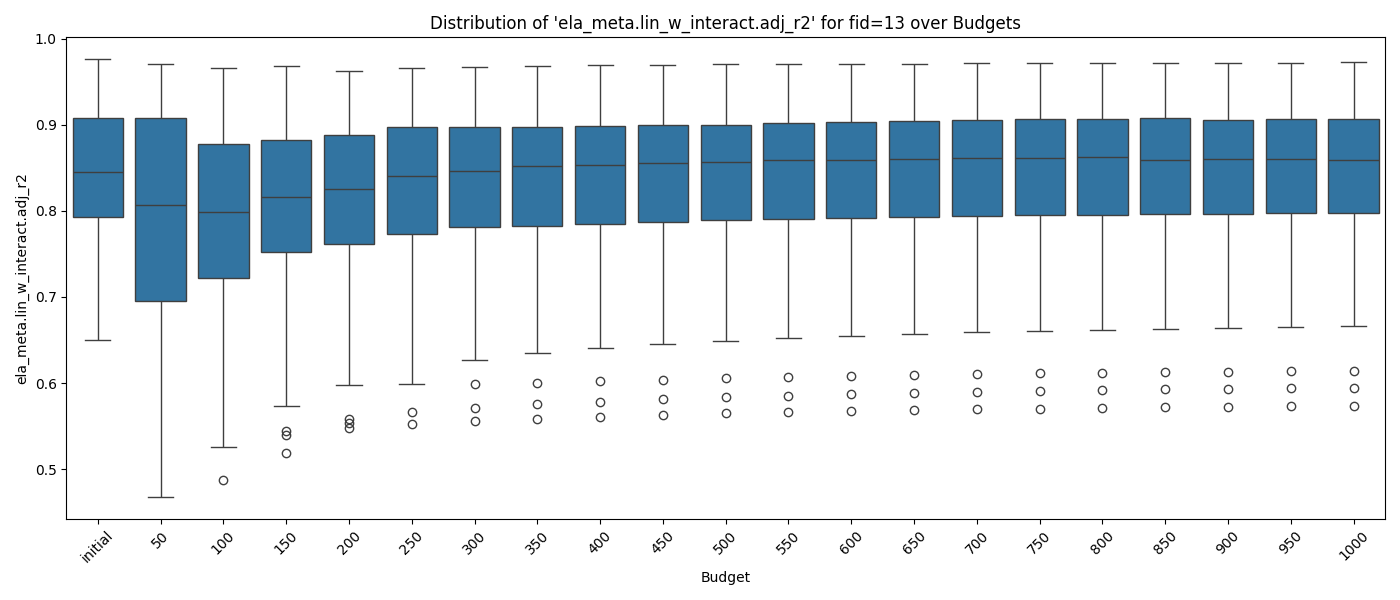 Distribution of 'ela_meta.lin_w_interact.adj_r2' for fid=13 over Budgets
ela_meta.lin_w_interact.adj_r2
1.0
0.9
0.8
0.7
0.6
0.5
initial 50 100 150 200 250 300 350 400 450 500 550 600 650 700 750 800 850 900 950 1000
Budget